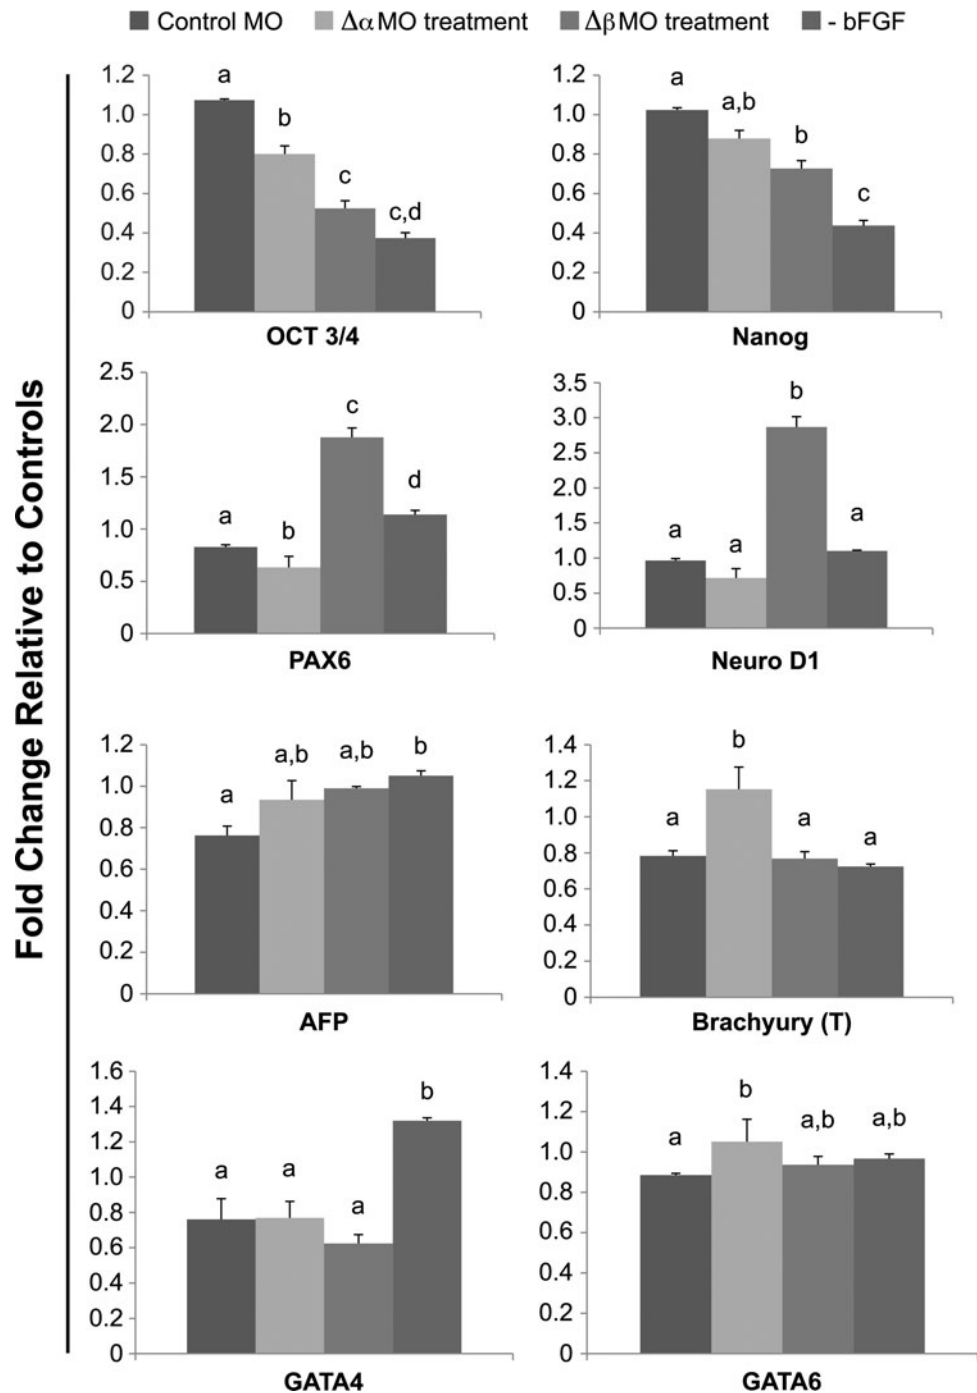 Control MO ΔαMO treatment ΔβMO treatment - bFGF
Fold Change Relative to Controls
1.2
1.0
0.8
0.6
0.4
0.2
0
a
b
c
c,d
OCT 3/4
1.2
1.0
0.8
0.6
0.4
0.2
0
a
a,b
b
c
Nanog
2.5
2.0
1.5
1.0
0.5
0
a
b
c
d
PAX6
3.5
3.0
2.5
2.0
1.5
1.0
0.5
0
a
a
b
a
Neuro D1
1.2
1.0
0.8
0.6
0.4
0.2
0
a
a,b
a,b
b
AFP
1.4
1.2
1.0
0.8
0.6
0.4
0.2
0
a
b
a
a
Brachyury (T)
1.6
1.4
1.2
1.0
0.8
0.6
0.4
0.2
0
a
a
a
b
GATA4
1.4
1.2
1.0
0.8
0.6
0.4
0.2
0
a
b
a,b
a,b
GATA6